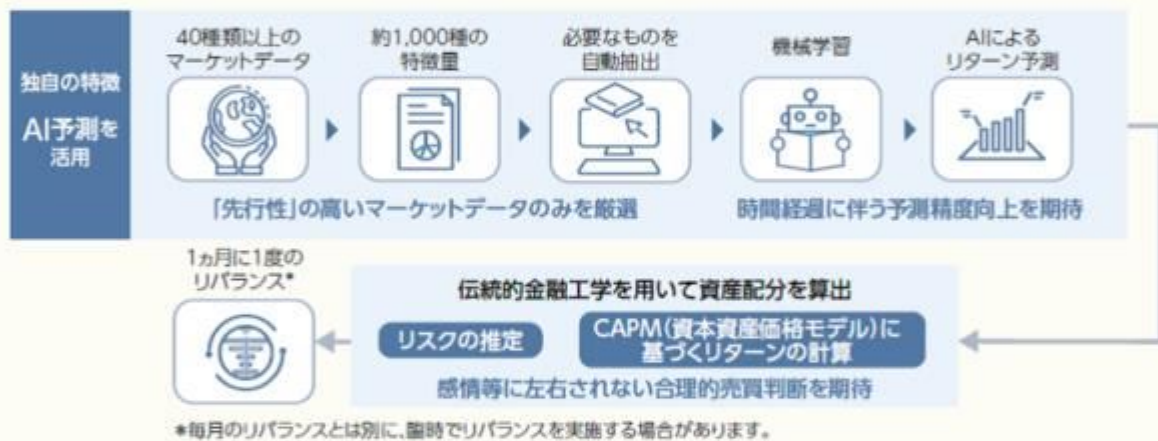 独自の特徴
AI予測を
活用
40種類以上の
マーケットデータ
約1,000種の
特徴量
必要なものを
自動抽出
機械学習
AIによる
リターン予測
「先行性」の高いマーケットデータのみを厳選
時間経過に伴う予測精度向上を期待
1ヵ月に1度の
リバランス*
伝統的金融工学を用いて資産配分を算出
リスクの推定
CAPM(資本資産価格モデル)に
基づくリターンの計算
感情等に左右されない合理的売買判断を期待
*毎月のリバランスとは別に、臨時でリバランスを実施する場合があります。